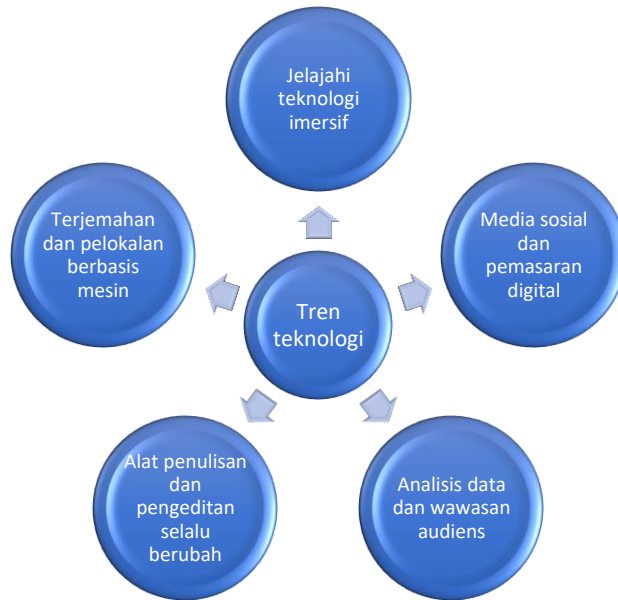 Jelajahi
teknologi
imersif
Terjemahan
dan pelokalan
berbasis
mesin
Media sosial
dan
pemasaran
digital
Tren
teknologi
Alat penulisan
dan
pengeditan
selalu
berubah
Analisis data
dan wawasan
audiens